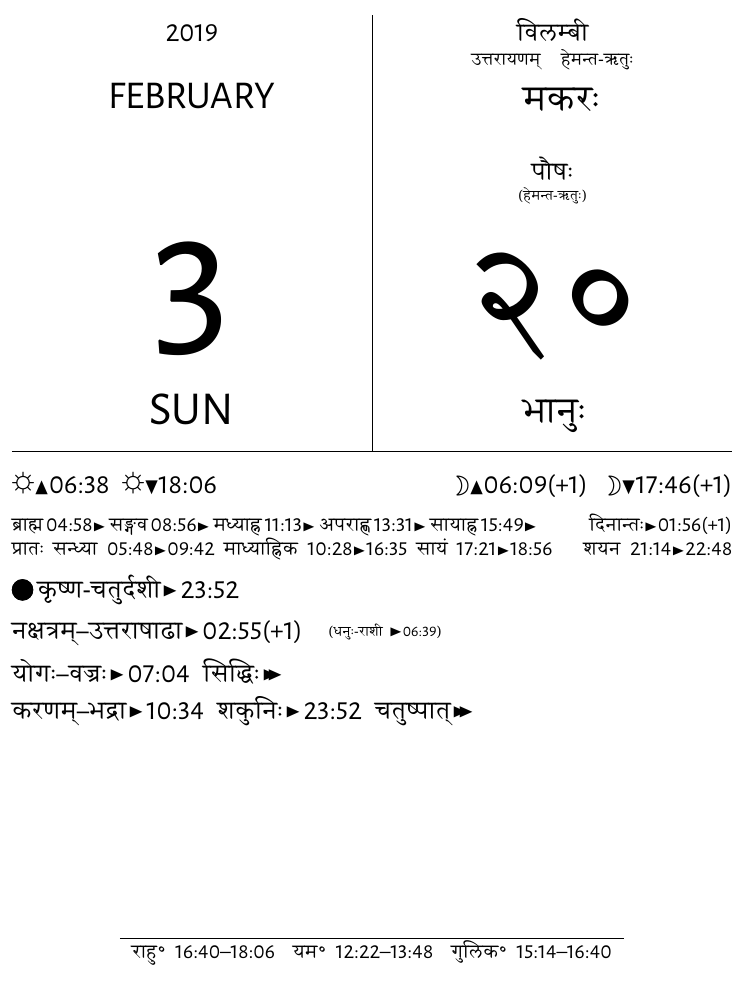 2019
FEBRUARY
3
SUN
विलम्बी
उत्तरायणम् हेमन्त-ऋतुः
मकरः
पौषः
(हेमन्त-ऋतुः)
२०
भानुः
☼▲06:38 ☼▼18:06 ☽▲06:09(+1) ☽▼17:46(+1)
ब्राह्म 04:58► सङ्गव 08:56► मध्याह्न 11:13► अपराह्ण 13:31► सायाह्न 15:49► दिनान्तः►01:56(+1)
प्रातः सन्ध्या 05:48►09:42 माध्याह्निक 10:28►16:35 सायं 17:21►18:56 शयन 21:14►22:48
●कृष्ण-चतुर्दशी►23:52
नक्षत्रम्–उत्तराषाढा►02:55(+1) (धनुः-राशी ►06:39)
योगः–वज्रः►07:04 सिद्धिः►►
करणम्–भद्रा►10:34 शकुनिः►23:52 चतुष्पात्►►
राहु॰ 16:40–18:06 यम॰ 12:22–13:48 गुलिक॰ 15:14–16:40